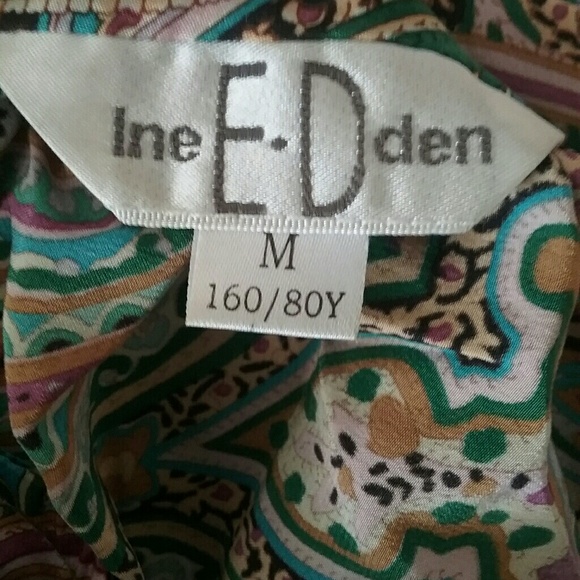 Ine E·D den
M
160/80Y